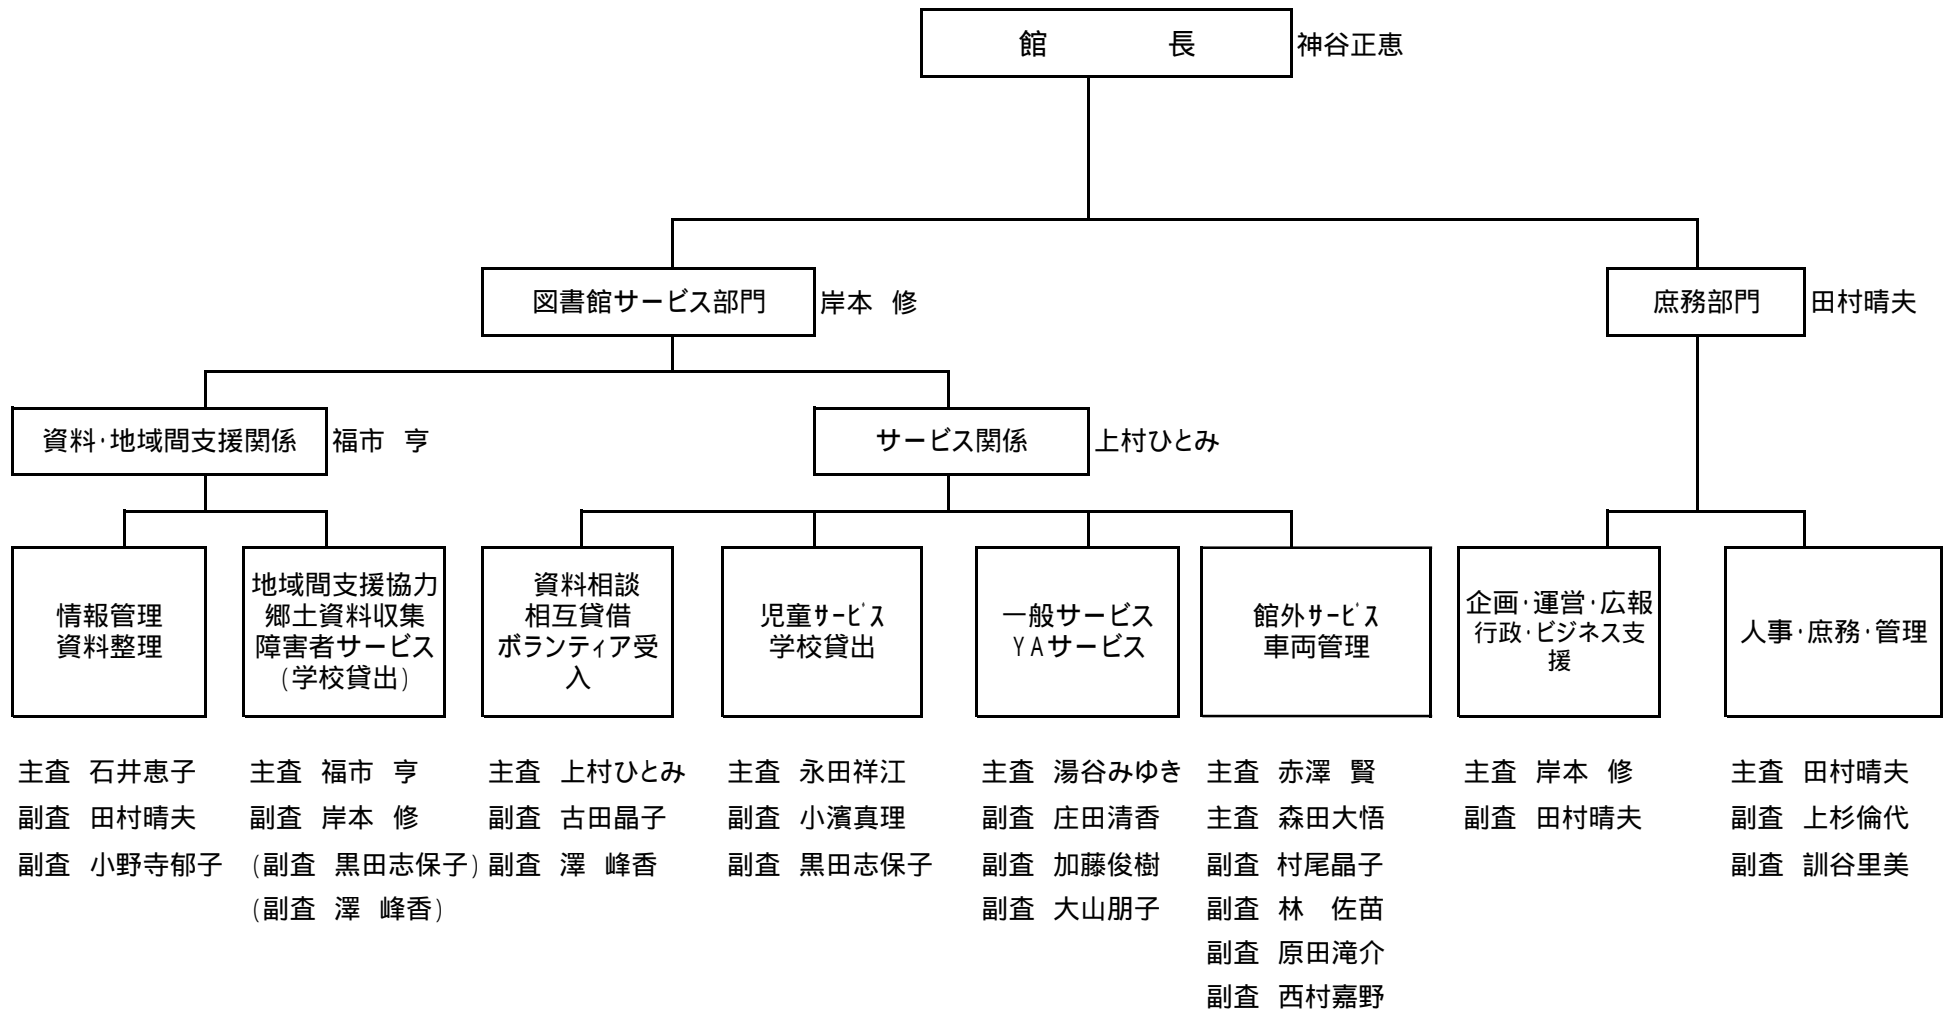 館　　　　長 神谷正恵
図書館サービス部門 岸本　修
庶務部門 田村晴夫
資料・地域間支援関係 福市　亨
サービス関係 上村ひとみ
情報管理
資料整理
地域間支援協力
郷土資料収集
障害者サービス
(学校貸出)
資料相談
相互貸借
ボランティア受
入
児童ｻｰﾋﾞｽ
学校貸出
一般サービス
YAサービス
館外ｻｰﾋﾞｽ
車両管理
企画・運営・広報
行政・ビジネス支
援
人事・庶務・管理
主査　石井恵子
副査　田村晴夫
副査　小野寺郁子
主査　福市　亨
副査　岸本　修
(副査　黒田志保子)
(副査　澤　峰香)
主査　上村ひとみ
副査　古田晶子
副査　澤　峰香
主査　永田祥江
副査　小濱真理
副査　黒田志保子
主査　湯谷みゆき
副査　庄田清香
副査　加藤俊樹
副査　大山朋子
主査　赤澤　賢
主査　森田大悟
副査　村尾晶子
副査　林　佐苗
副査　原田滝介
副査　西村嘉野
主査　岸本　修
副査　田村晴夫
主査　田村晴夫
副査　上杉倫代
副査　訓谷里美